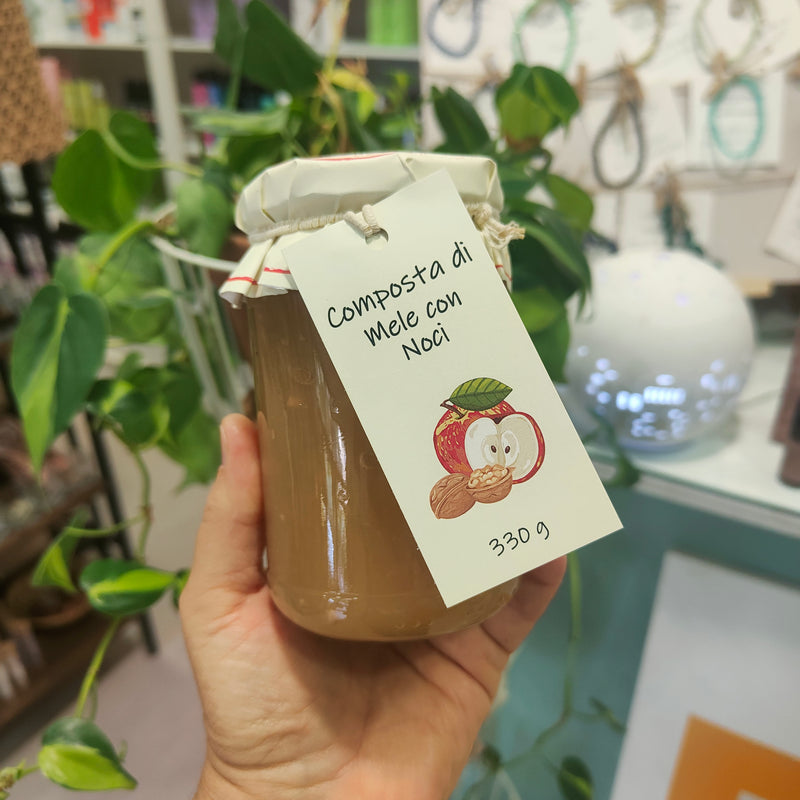 Composta di
Mele con
Noci
330 g